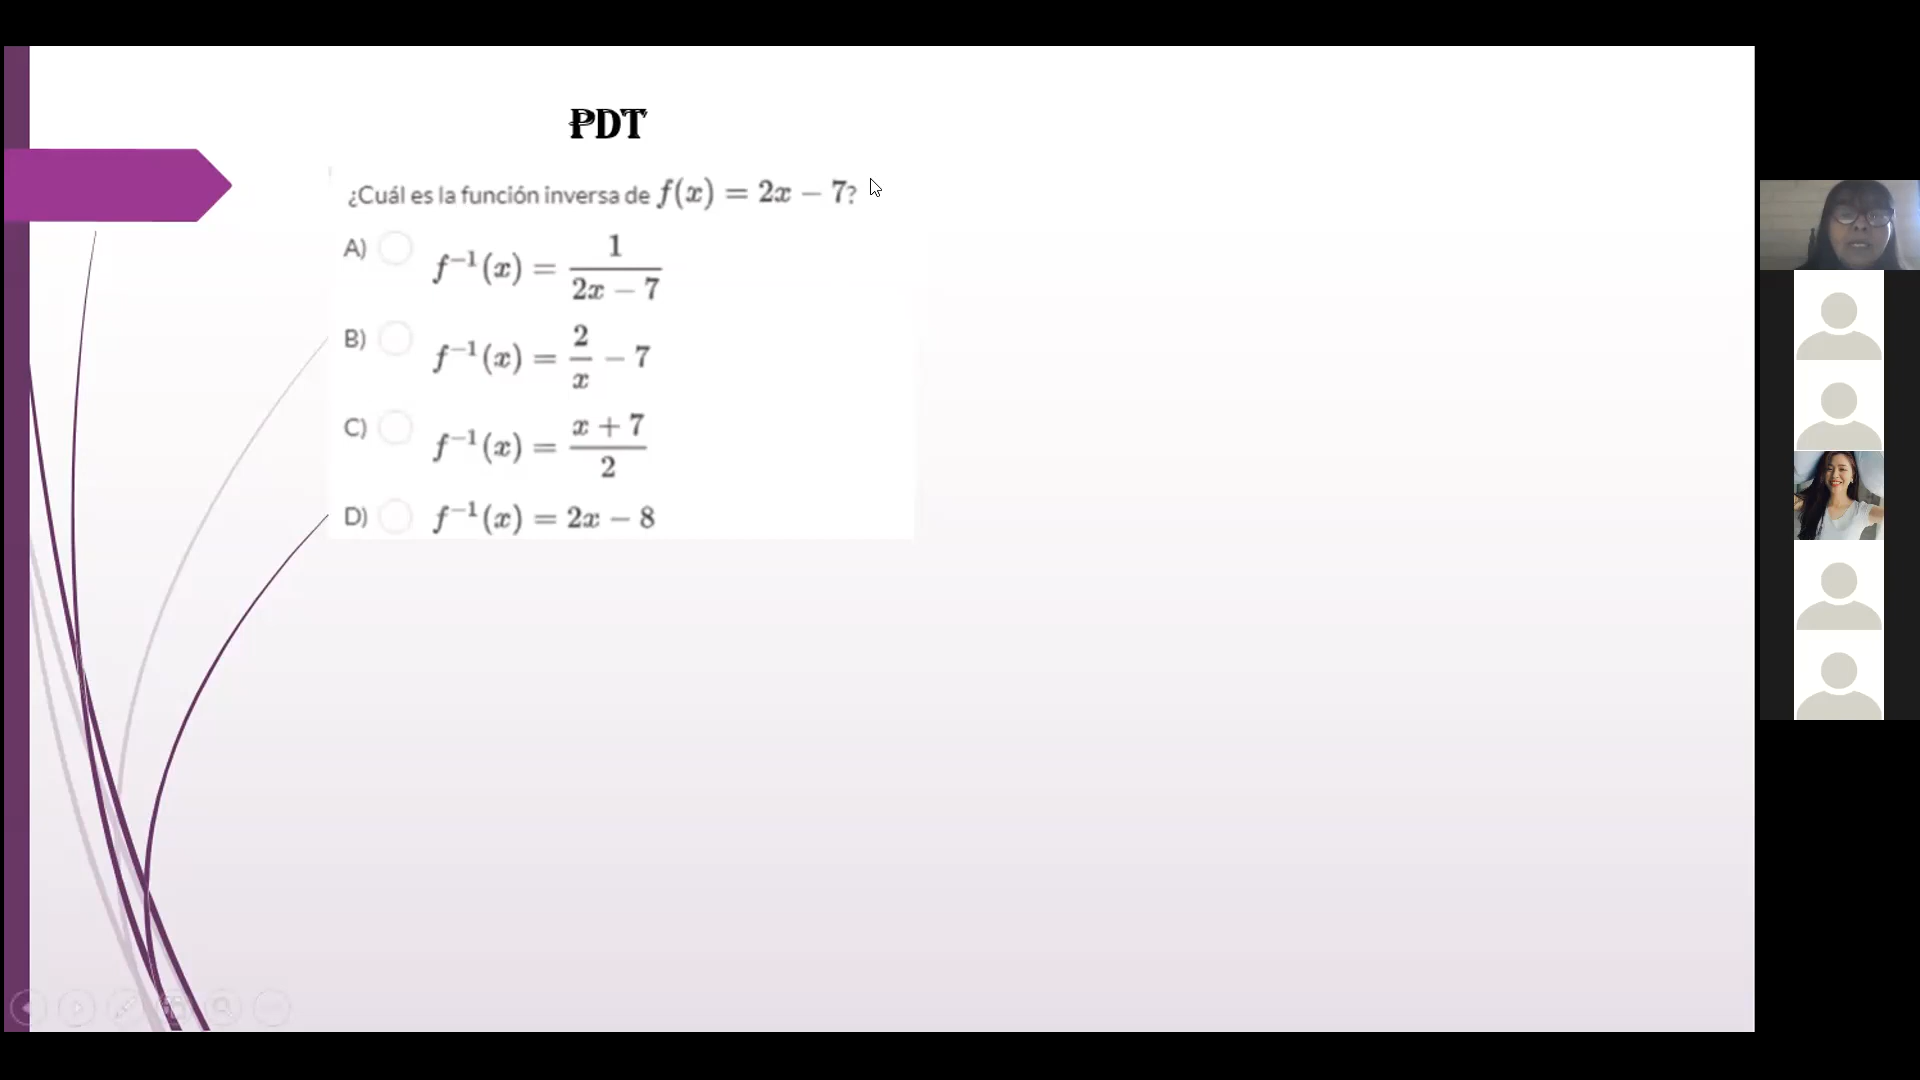 PDT
¿Cuál es la función inversa de f(x) = 2x − 7?
A) f⁻¹(x) = 1 / (2x − 7)
B) f⁻¹(x) = 2/x − 7
C) f⁻¹(x) = (x + 7) / 2
D) f⁻¹(x) = 2x − 8